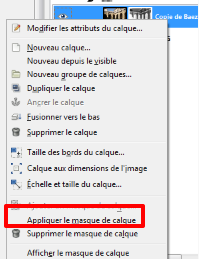 Copie de Baez
Modifier les attributs du calque...
Nouveau calque...
Nouveau depuis le visible
Nouveau groupe de calques...
Dupliquer le calque
Ancrer le calque
Fusionner vers le bas
Supprimer le calque
Taille des bords du calque...
Calque aux dimensions de l'image
Échelle et taille du calque...
Appliquer le masque de calque
Supprimer le masque de calque
Afficher le masque de calque